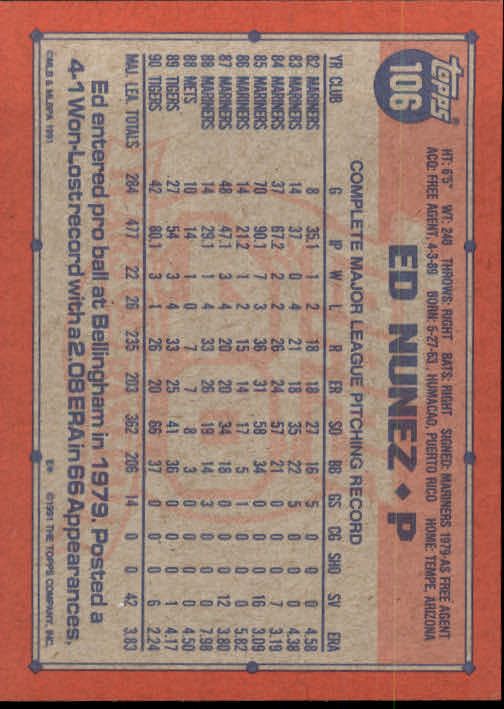 topps
106
HT: 6'5" WT: 240 THROWS: RIGHT BATS: RIGHT SIGNED: MARINERS 1979-AS FREE AGENT
ACQ: FREE AGENT, 4-3-89 BORN: 5-27-63, HUMACAO, PUERTO RICO HOME: TEMPE, ARIZONA
ED NUNEZ ♦ P
COMPLETE MAJOR LEAGUE PITCHING RECORD
YR CLUB G IP W L R ER SO BB GS CG SHO SV ERA
82 MARINERS 8 35.1 1 2 18 18 27 16 5 0 0 0 4.58
83 MARINERS 14 37 0 4 21 18 35 22 5 0 0 0 4.38
84 MARINERS 37 67.2 2 2 26 24 57 21 0 0 0 7 3.19
85 MARINERS 70 90.1 7 3 36 31 58 34 0 0 0 16 3.09
86 MARINERS 14 21.2 1 2 15 14 17 5 1 0 0 0 5.82
87 MARINERS 48 47.1 3 4 20 20 34 18 0 0 0 12 3.80
88 MARINERS 14 29.1 1 4 33 26 19 14 3 0 0 0 7.98
88 METS 10 14 1 0 7 7 8 3 0 0 0 0 4.50
89 TIGERS 27 54 3 4 33 25 41 36 0 0 0 1 4.17
90 TIGERS 42 80.1 3 1 26 20 66 37 0 0 0 6 2.24
MAJ. LEA. TOTALS 284 477 22 26 235 203 362 206 14 0 0 42 3.83
Ed entered pro ball at Bellingham in 1979. Posted a
4-1 Won-Lost record with a 2.08 ERA in 66 Appearances.
©MLB & MLBPA 1991 E* ©1991 THE TOPPS COMPANY, INC.